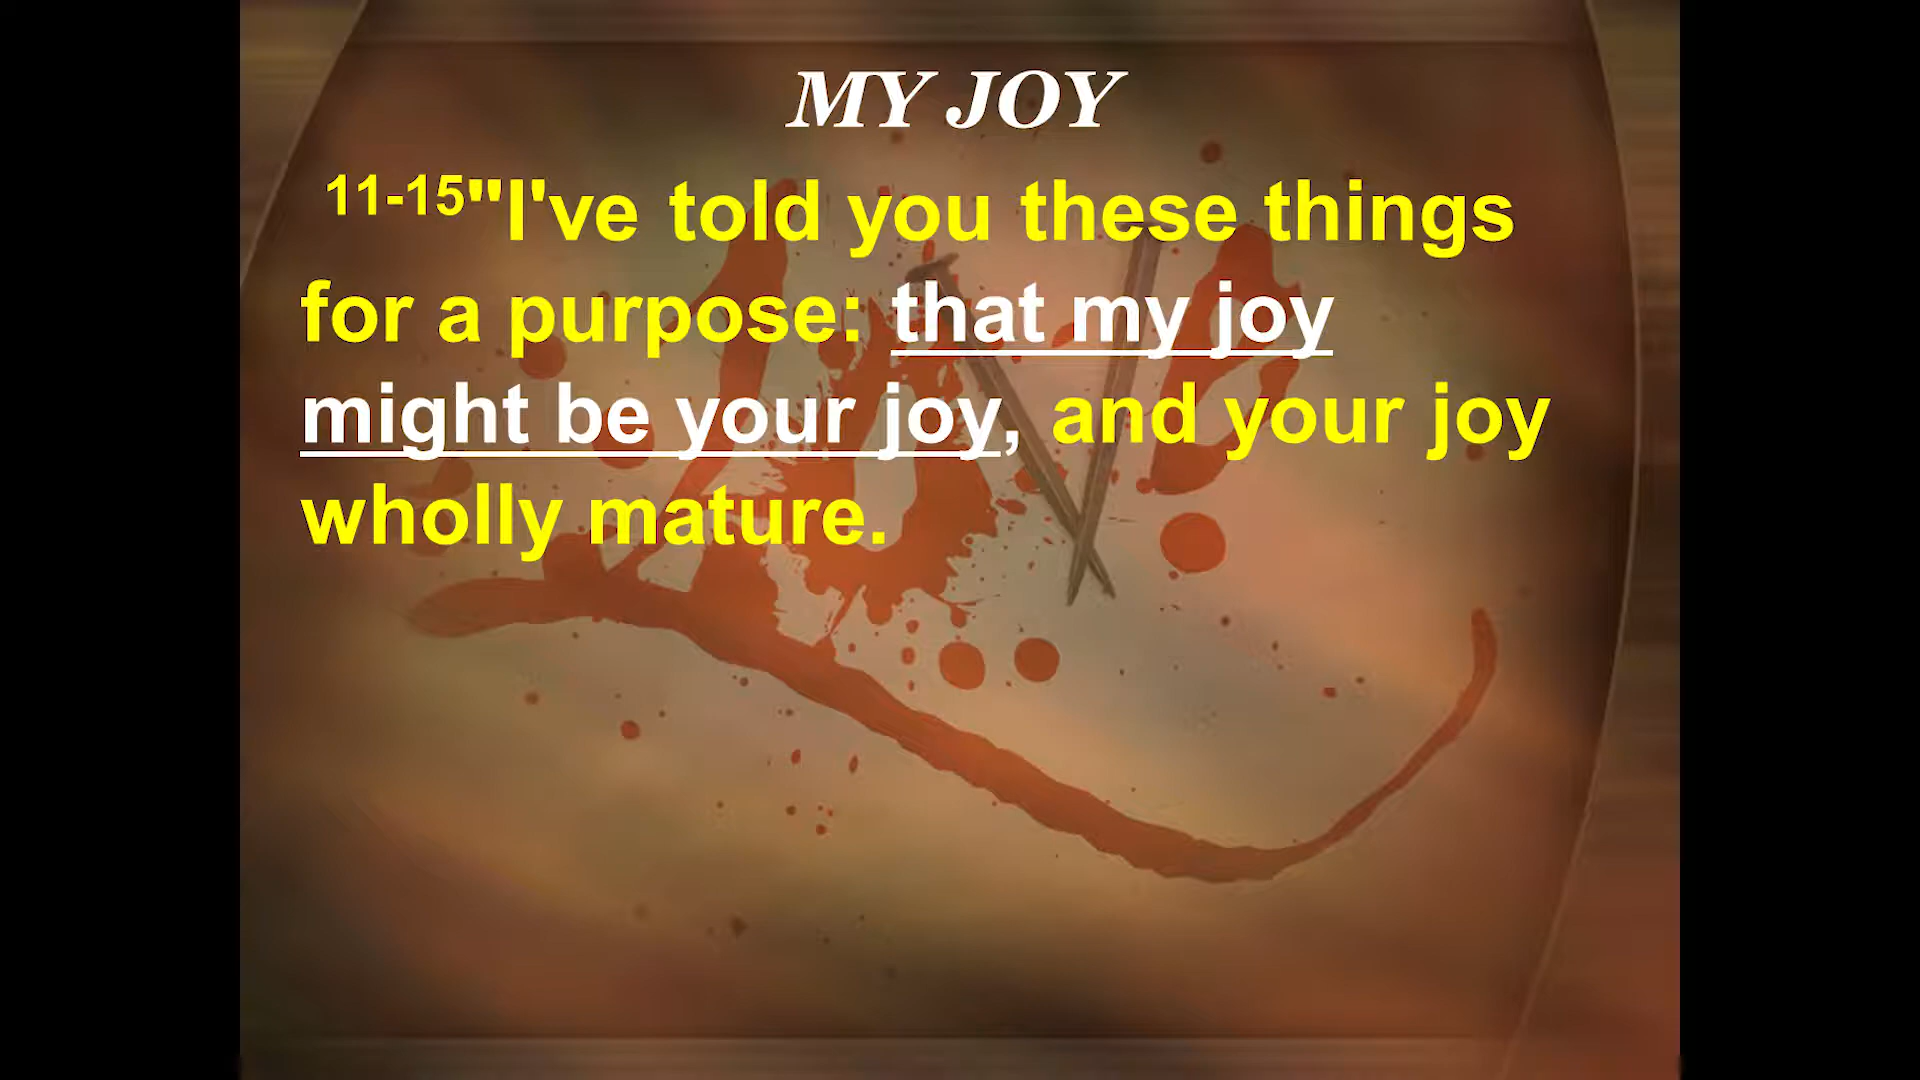 MY JOY
11-15"I've told you these things
for a purpose: that my joy
might be your joy, and your joy
wholly mature.